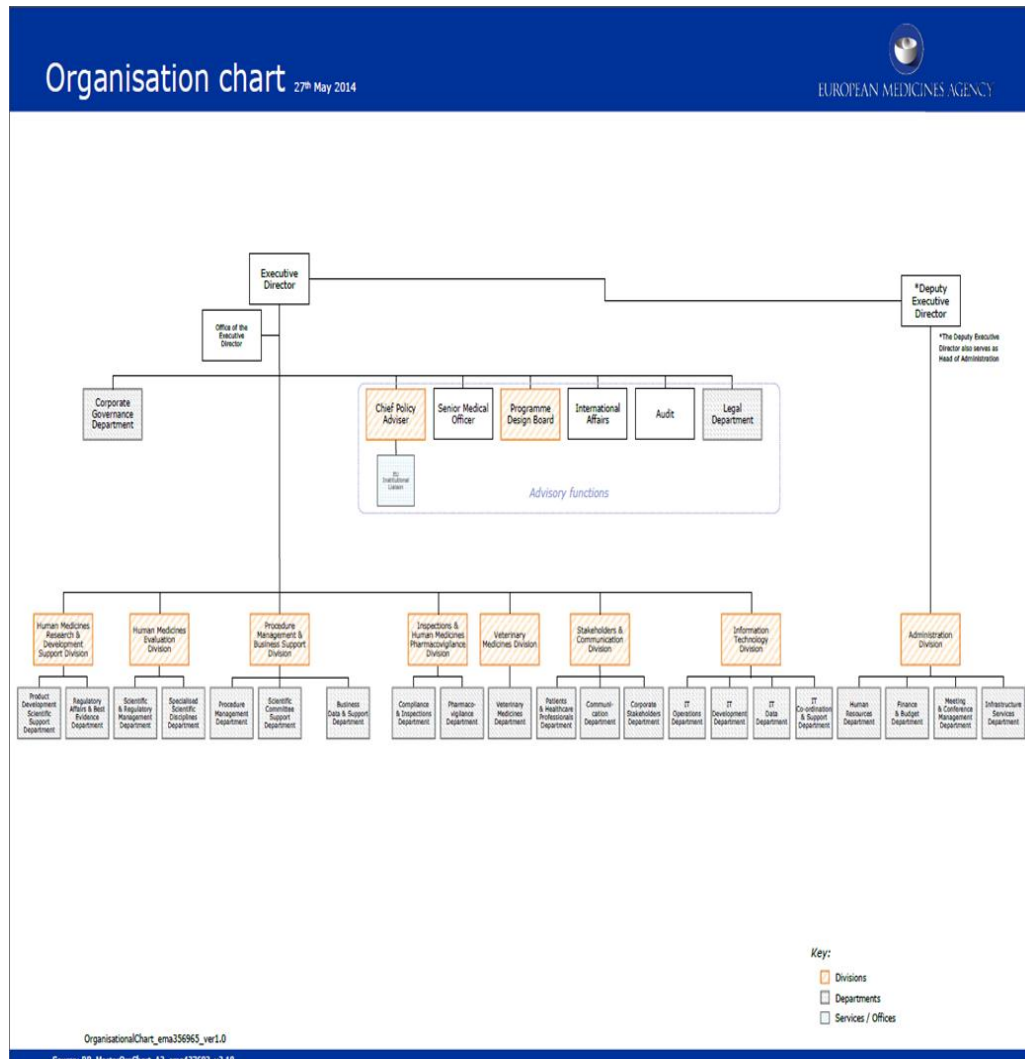 Organisation chart 27th May 2014
EUROPEAN MEDICINES AGENCY
Executive
Director
*Deputy
Executive
Director
Office of the
Executive
Director
*The Deputy Executive
Director also serves as
Head of Administration
Corporate
Governance
Department
Chief Policy
Adviser
Senior Medical
Officer
Programme
Design Board
International
Affairs
Audit
Legal
Department
EU
Institutional
Liaison
Advisory functions
Human Medicines
Research &
Development
Support Division
Human Medicines
Evaluation
Division
Procedure
Management &
Business Support
Division
Inspections &
Human Medicines
Pharmacovigilance
Division
Veterinary
Medicines Division
Stakeholders &
Communication
Division
Information
Technology
Division
Administration
Division
Product
Development
Scientific
Support
Department
Regulatory
Affairs & Best
Evidence
Department
Scientific
& Regulatory
Management
Department
Specialised
Scientific
Disciplines
Department
Procedure
Management
Department
Scientific
Committee
Support
Department
Business
Data & Support
Department
Compliance
& Inspections
Department
Pharmaco-
vigilance
Department
Veterinary
Medicines
Department
Patients
& Healthcare
Professionals
Department
Communi-
cation
Department
Corporate
Stakeholders
Department
IT
Operations
Department
IT
Development
Department
IT
Data
Department
IT
Co-ordination
& Support
Department
Human
Resources
Department
Finance
& Budget
Department
Meeting
& Conference
Management
Department
Infrastructure
Services
Department
Key:
Divisions
Departments
Services / Offices
OrganisationalChart_ema356965_ver1.0